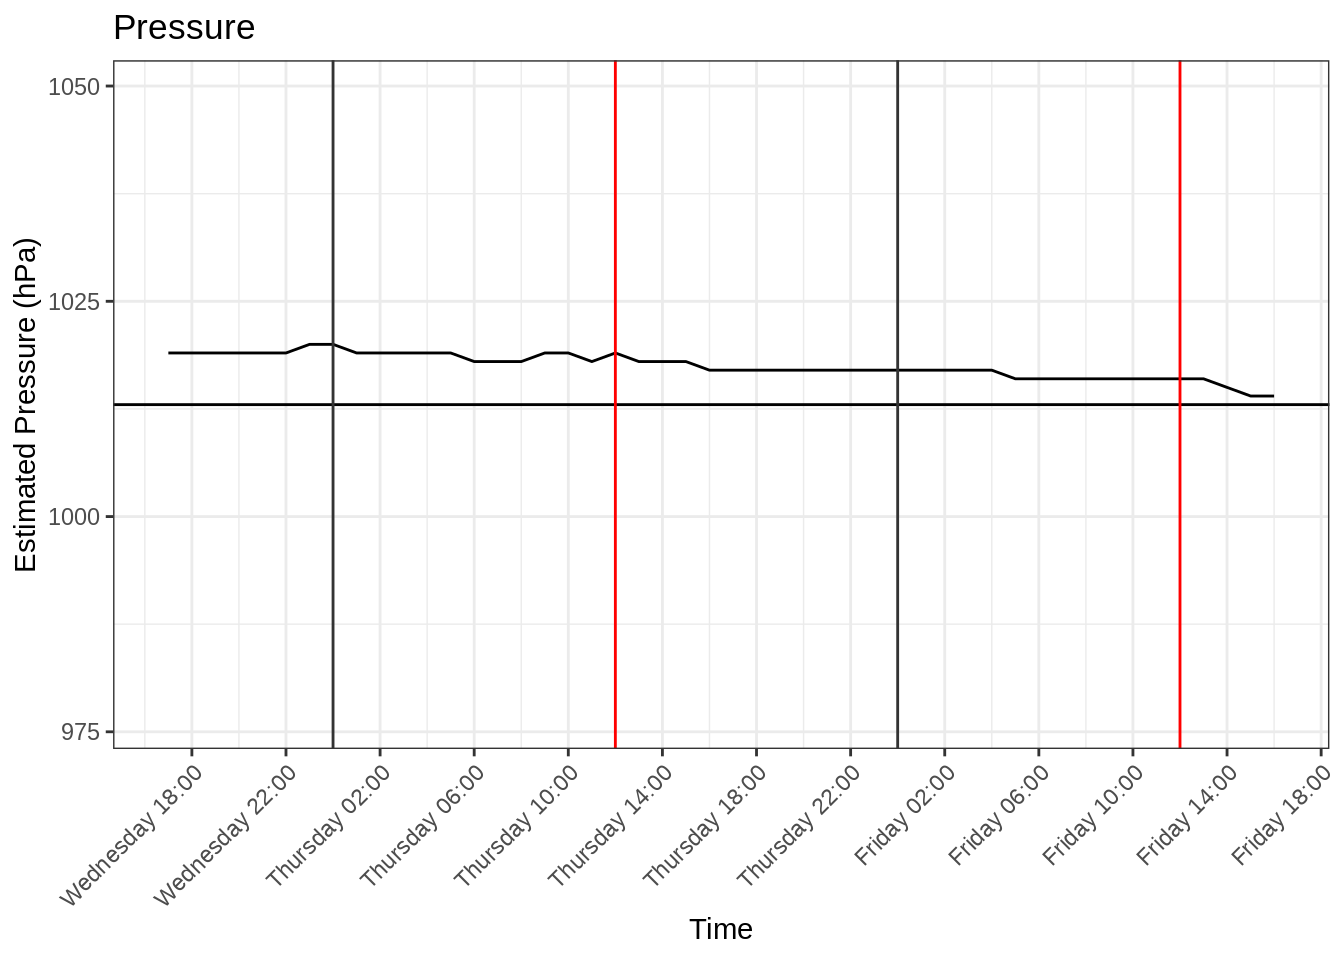 Pressure
Estimated Pressure (hPa)
1050
1025
1000
975
Wednesday 18:00
Wednesday 22:00
Thursday 02:00
Thursday 06:00
Thursday 10:00
Thursday 14:00
Thursday 18:00
Thursday 22:00
Friday 02:00
Friday 06:00
Friday 10:00
Friday 14:00
Friday 18:00
Time